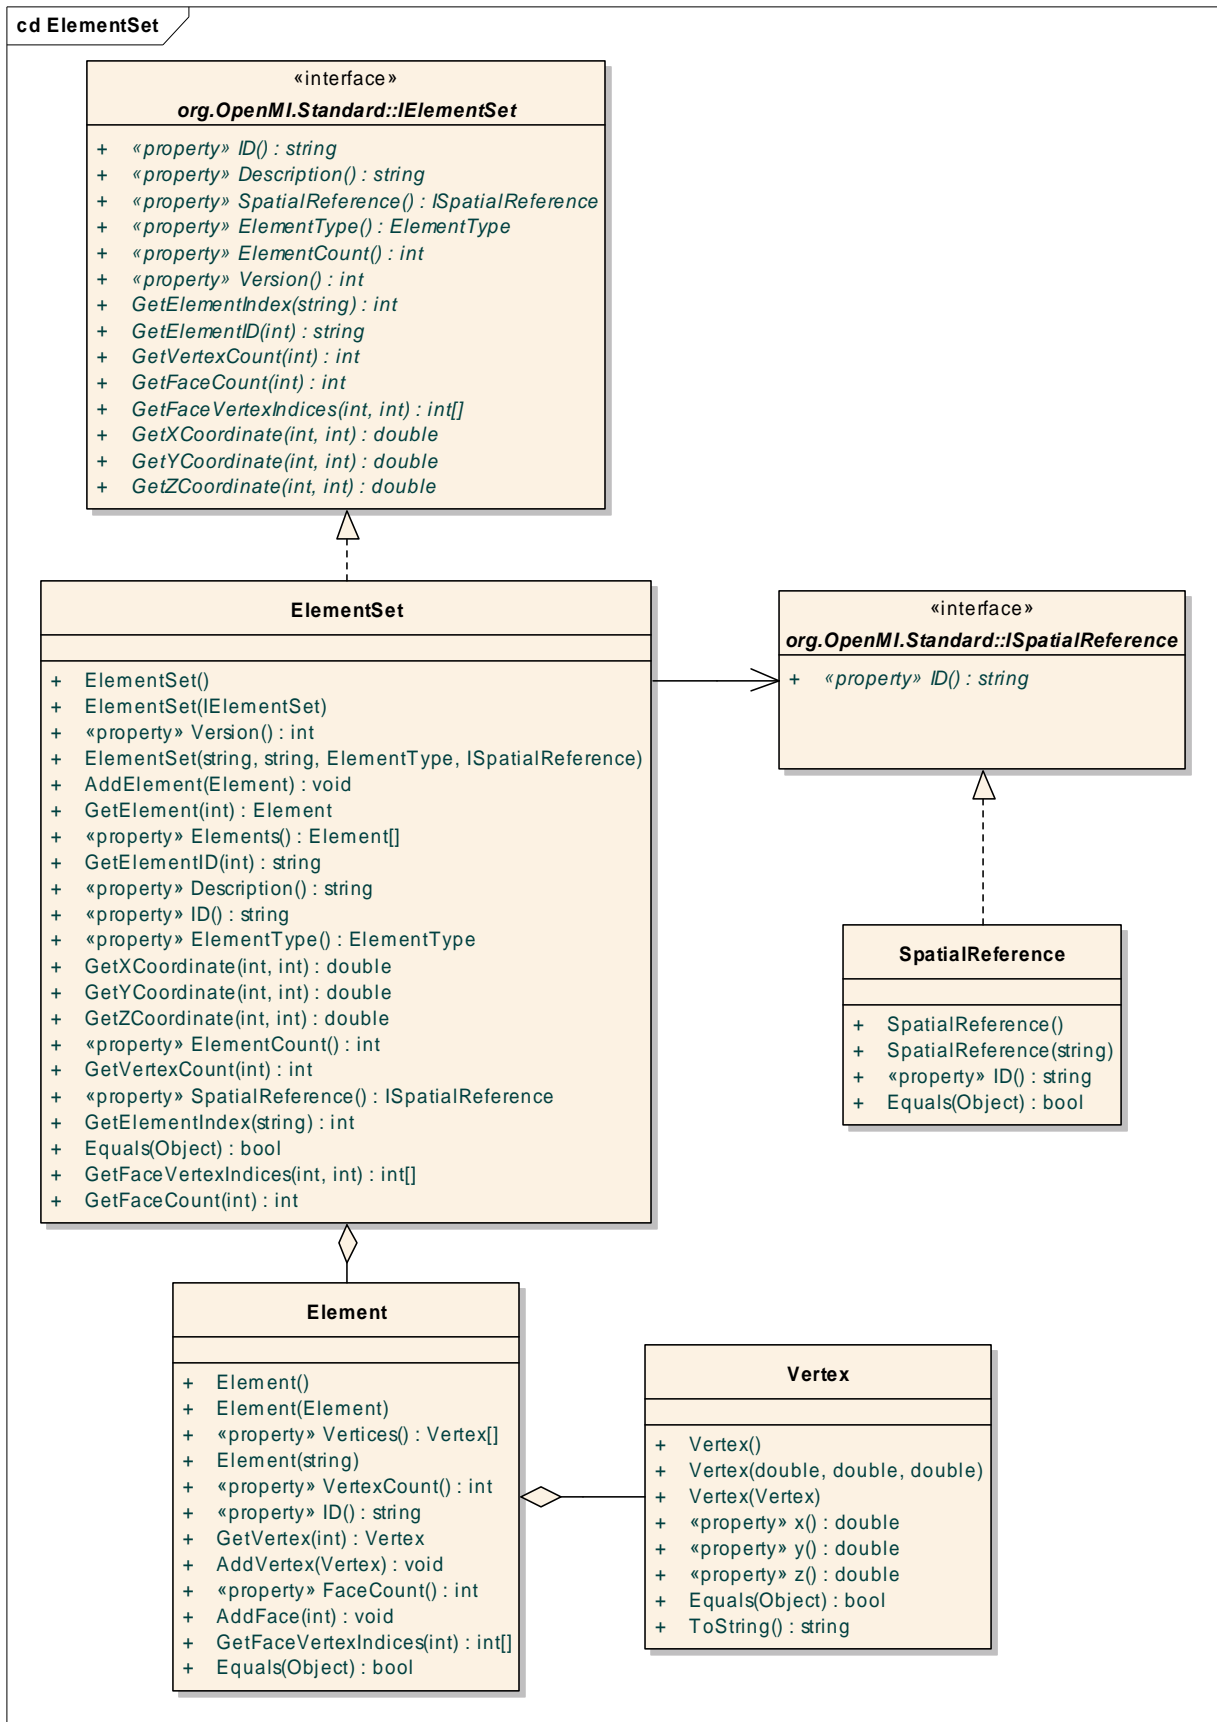 cd ElementSet
«interface»
org.OpenMI.Standard::IElementSet
+ «property» ID() : string
+ «property» Description() : string
+ «property» SpatialReference() : ISpatialReference
+ «property» ElementType() : ElementType
+ «property» ElementCount() : int
+ «property» Version() : int
+ GetElementIndex(string) : int
+ GetElementID(int) : string
+ GetVertexCount(int) : int
+ GetFaceCount(int) : int
+ GetFaceVertexIndices(int, int) : int[]
+ GetXCoordinate(int, int) : double
+ GetYCoordinate(int, int) : double
+ GetZCoordinate(int, int) : double
ElementSet
+ ElementSet()
+ ElementSet(IElementSet)
+ «property» Version() : int
+ ElementSet(string, string, ElementType, ISpatialReference)
+ AddElement(Element) : void
+ GetElement(int) : Element
+ «property» Elements() : Element[]
+ GetElementID(int) : string
+ «property» Description() : string
+ «property» ID() : string
+ «property» ElementType() : ElementType
+ GetXCoordinate(int, int) : double
+ GetYCoordinate(int, int) : double
+ GetZCoordinate(int, int) : double
+ «property» ElementCount() : int
+ GetVertexCount(int) : int
+ «property» SpatialReference() : ISpatialReference
+ GetElementIndex(string) : int
+ Equals(Object) : bool
+ GetFaceVertexIndices(int, int) : int[]
+ GetFaceCount(int) : int
«interface»
org.OpenMI.Standard::ISpatialReference
+ «property» ID() : string
SpatialReference
+ SpatialReference()
+ SpatialReference(string)
+ «property» ID() : string
+ Equals(Object) : bool
Element
+ Element()
+ Element(Element)
+ «property» Vertices() : Vertex[]
+ Element(string)
+ «property» VertexCount() : int
+ «property» ID() : string
+ GetVertex(int) : Vertex
+ AddVertex(Vertex) : void
+ «property» FaceCount() : int
+ AddFace(int) : void
+ GetFaceVertexIndices(int) : int[]
+ Equals(Object) : bool
Vertex
+ Vertex()
+ Vertex(double, double, double)
+ Vertex(Vertex)
+ «property» x() : double
+ «property» y() : double
+ «property» z() : double
+ Equals(Object) : bool
+ ToString() : string